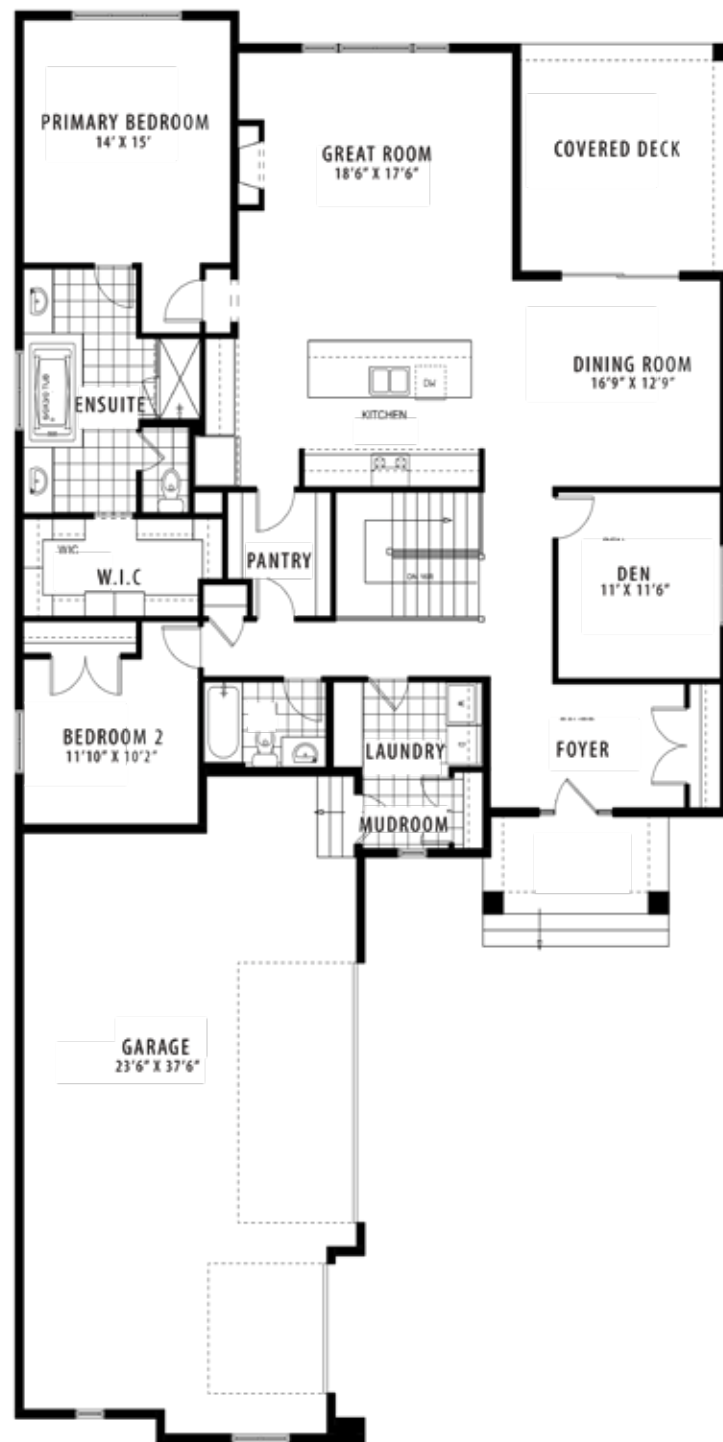 PRIMARY BEDROOM
14' X 15'
GREAT ROOM
18'6" X 17'6"
COVERED DECK
DINING ROOM
16'9" X 12'9"
ENSUITE
DW
KITCHEN
WIC
W.I.C
PANTRY
DEN
11' X 11'6"
BEDROOM 2
11'10" X 10'2"
LAUNDRY
FOYER
MUDROOM
GARAGE
23'6" X 37'6"